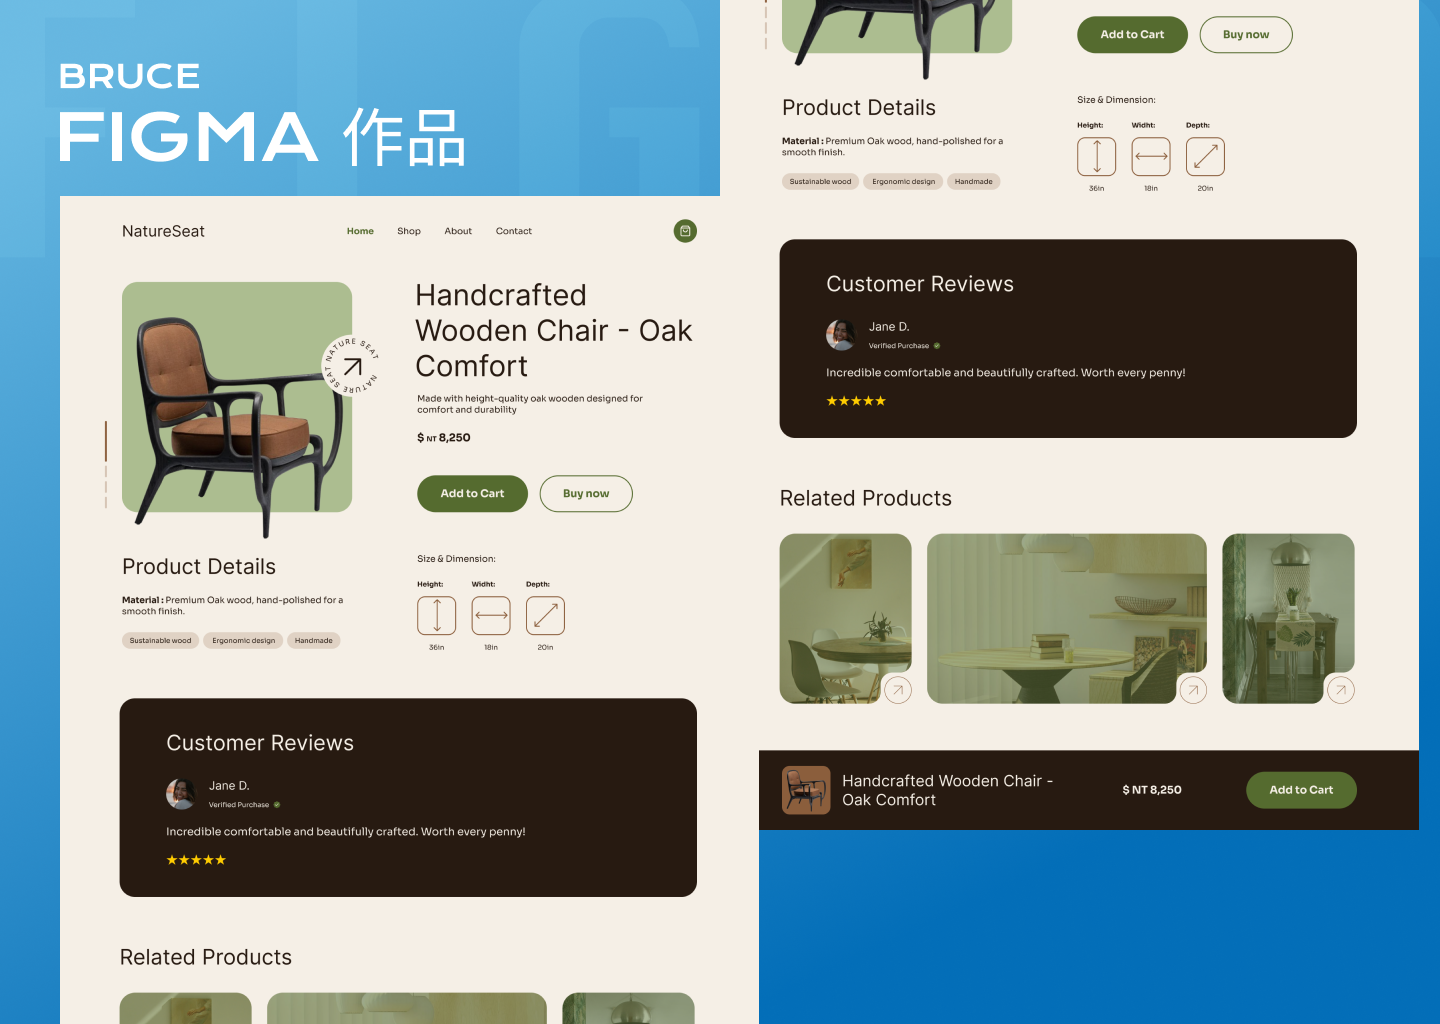 BRUCE
FIGMA 作品
NatureSeat
Home
Shop
About
Contact
NATURE SEAT NATURE SEAT
Handcrafted
Wooden Chair - Oak
Comfort
Made with height-quality oak wooden designed for
comfort and durability
$ NT 8,250
Add to Cart
Buy now
Product Details
Material : Premium Oak wood, hand-polished for a
smooth finish.
Sustainable wood
Ergonomic design
Handmade
Size & Dimension:
Height:
Widht:
Depth:
36in
18in
20in
Customer Reviews
Jane D.
Verified Purchase
Incredible comfortable and beautifully crafted. Worth every penny!
Related Products
Add to Cart
Buy now
Product Details
Material : Premium Oak wood, hand-polished for a
smooth finish.
Sustainable wood
Ergonomic design
Handmade
Size & Dimension:
Height:
Widht:
Depth:
36in
18in
20in
Customer Reviews
Jane D.
Verified Purchase
Incredible comfortable and beautifully crafted. Worth every penny!
Related Products
Handcrafted Wooden Chair -
Oak Comfort
$ NT 8,250
Add to Cart